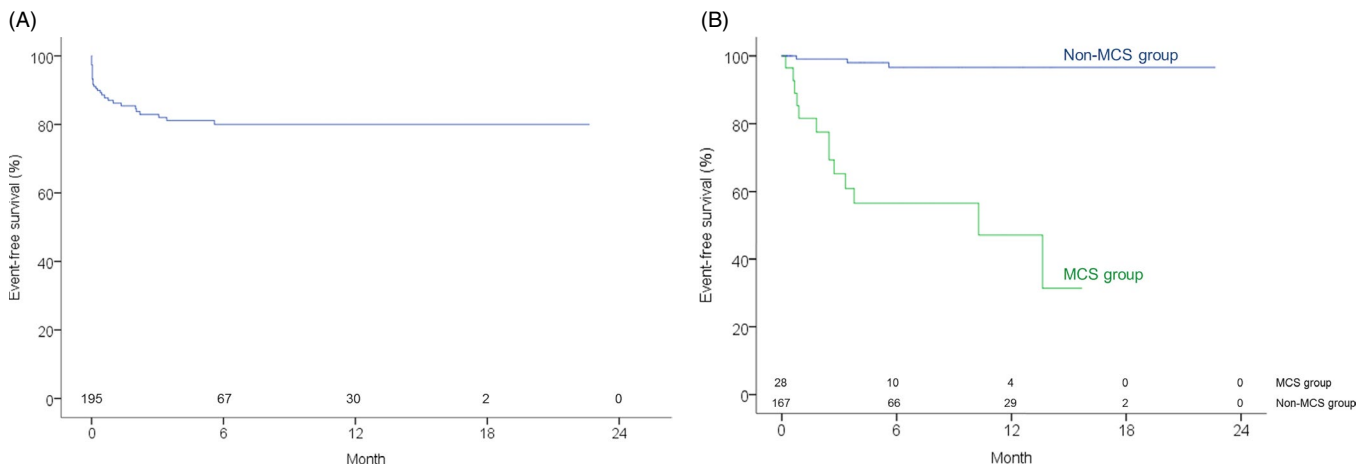 (A)
100
80
60
40
20
0
Event-free survival (%)
195 67 30 2 0
0 6 12 18 24
Month
(B)
100
80
60
40
20
0
Event-free survival (%)
Non-MCS group
MCS group
28 10 4 0 0 MCS group
167 66 29 2 0 Non-MCS group
0 6 12 18 24
Month